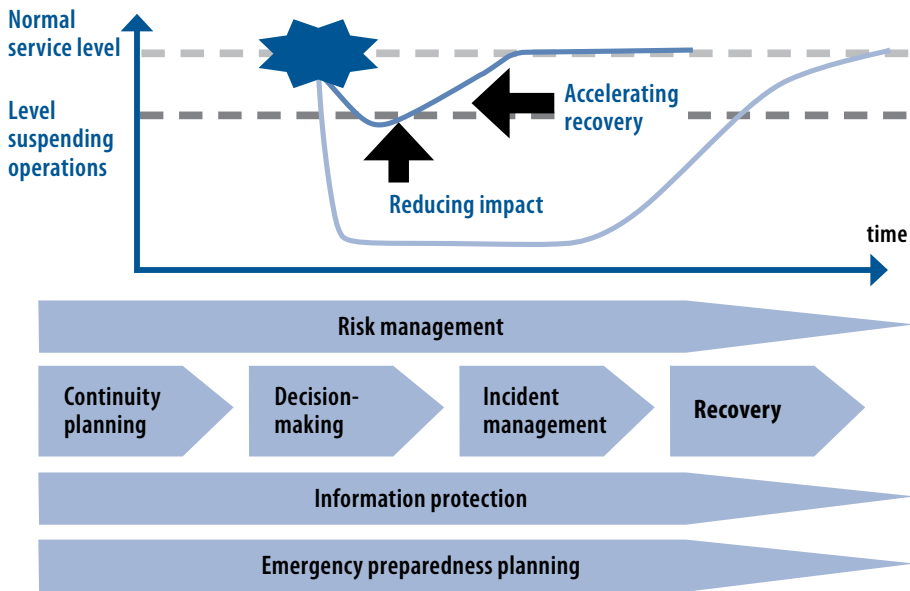 Normal
service level
Level
suspending
operations
Accelerating
recovery
Reducing impact
time
Risk management
Continuity
planning
Decision-
making
Incident
management
Recovery
Information protection
Emergency preparedness planning